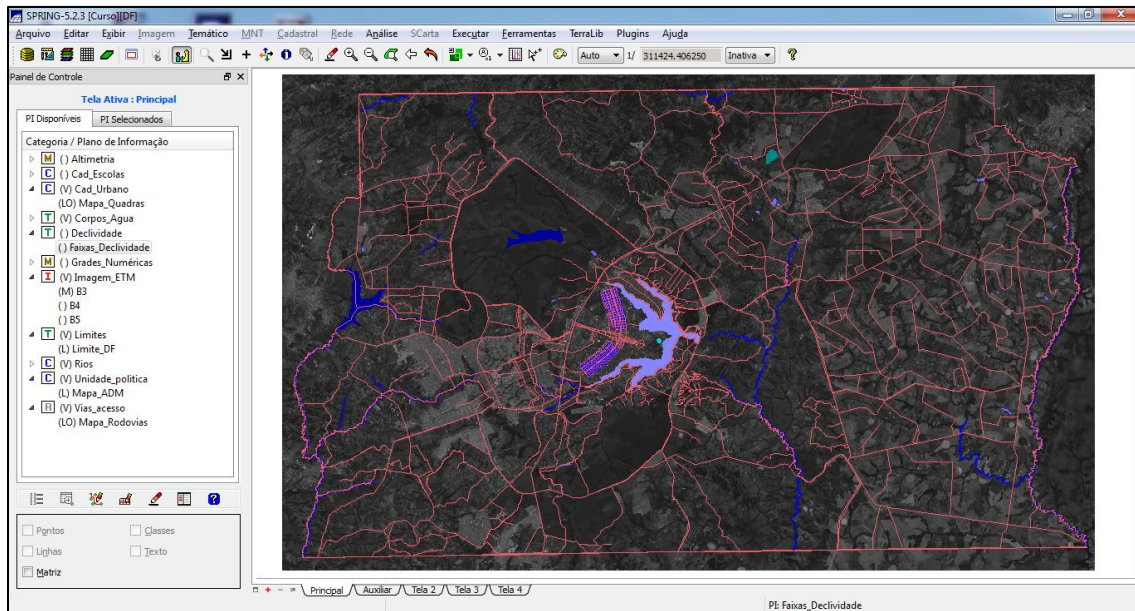 SPRING-5.2.3 [Curso][DF]
Arquivo Editar Exibir Imagem Temático MNT Cadastral Rede Análise SCarta Executar Ferramentas TerraLib Plugins Ajuda
Auto 1/ 311424.406250 Inativa
Painel de Controle
Tela Ativa : Principal
PI Disponíveis PI Selecionados
Categoria / Plano de Informação
M ( ) Altimetria
C ( ) Cad_Escolas
C (V) Cad_Urbano
(LO) Mapa_Quadras
T (V) Corpos_Agua
T ( ) Declividade
( ) Faixas_Declividade
M ( ) Grades_Numéricas
I (V) Imagem_ETM
(M) B3
( ) B4
( ) B5
T (V) Limites
(L) Limite_DF
C (V) Rios
C (V) Unidade_politica
(L) Mapa_ADM
R (V) Vias_acesso
(LO) Mapa_Rodovias
Pontos Classes
Linhas Texto
Matriz
Principal Auxiliar Tela 2 Tela 3 Tela 4
PI: Faixas_Declividade